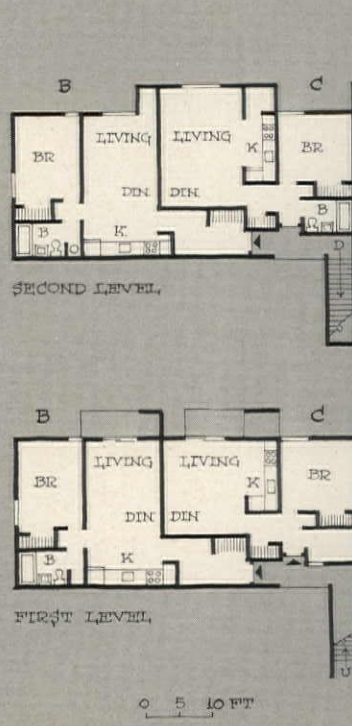 B C
LIVING LIVING
BR K BR
DIN DIN
B K B
D
SECOND LEVEL
B C
LIVING LIVING
BR K BR
DIN DIN
B K
FIRST LEVEL
U
0 5 10 FT